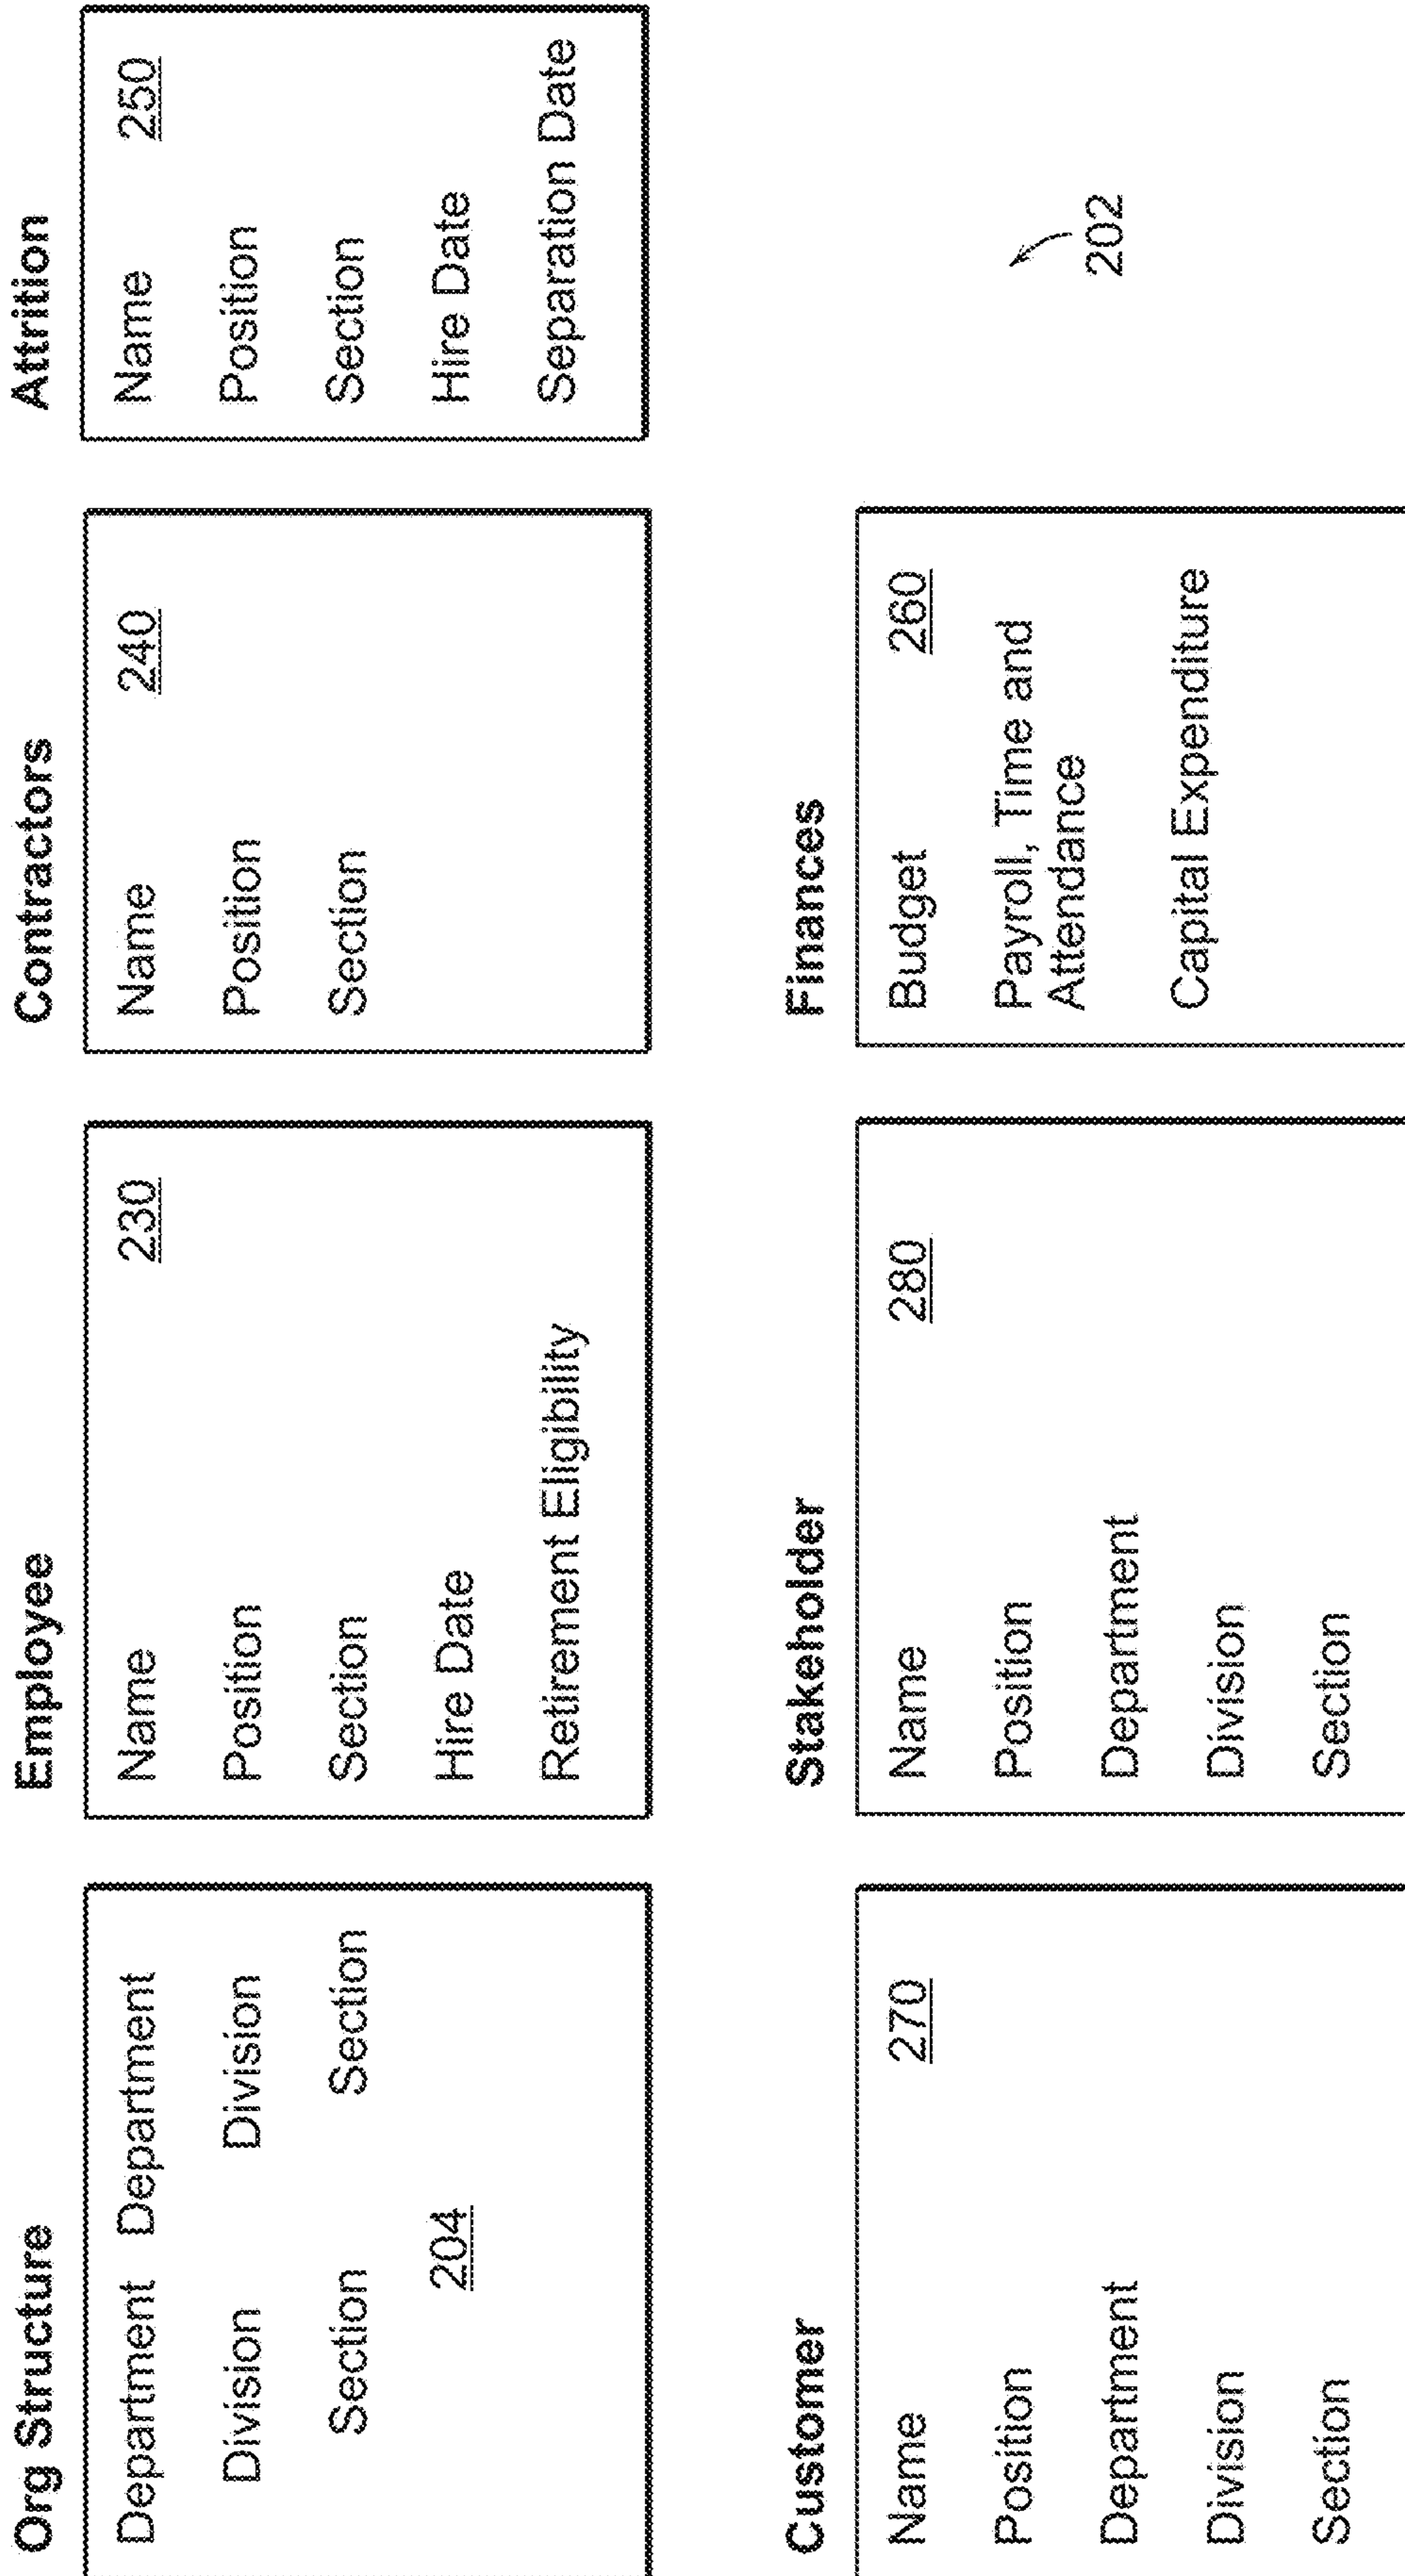 Org Structure
Department Department
Division Division
Section Section
204
Employee
Name 230
Position
Section
Hire Date
Retirement Eligibility
Contractors
Name 240
Position
Section
Attrition
Name 250
Position
Section
Hire Date
Separation Date
Customer
Name 270
Position
Department
Division
Section
Stakeholder
Name 280
Position
Department
Division
Section
Finances
Budget 260
Payroll, Time and
Attendance
Capital Expenditure
202